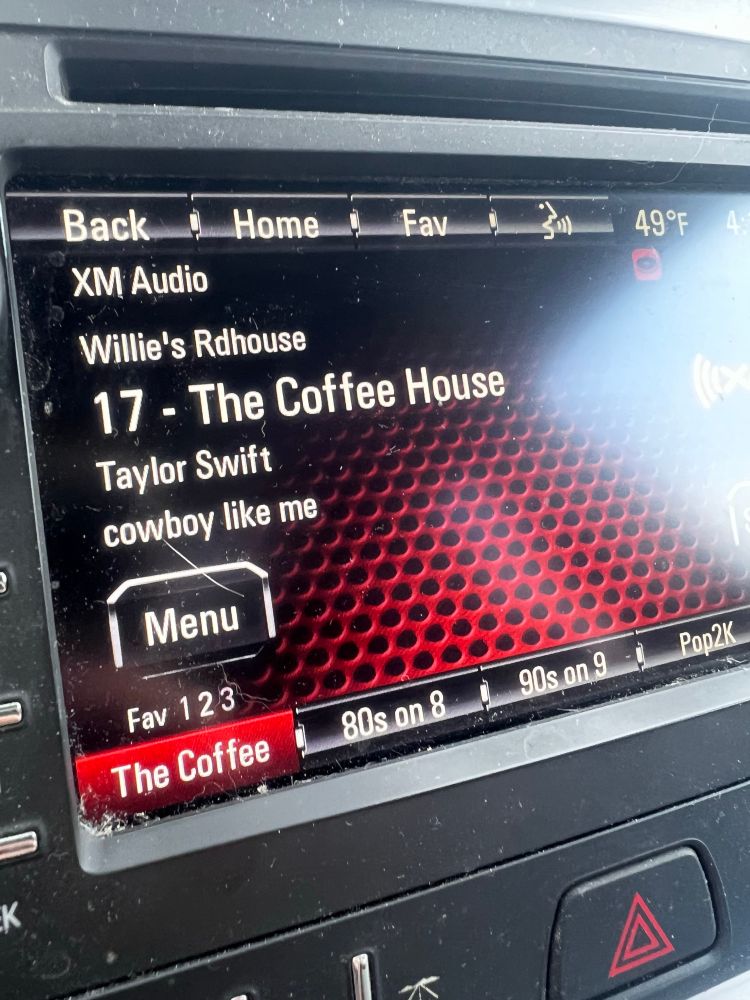 Back Home Fav 49°F
XM Audio
Willie's Rdhouse
17 - The Coffee House
Taylor Swift
cowboy like me
Menu
Fav 1 2 3
The Coffee 80s on 8 90s on 9 Pop2K